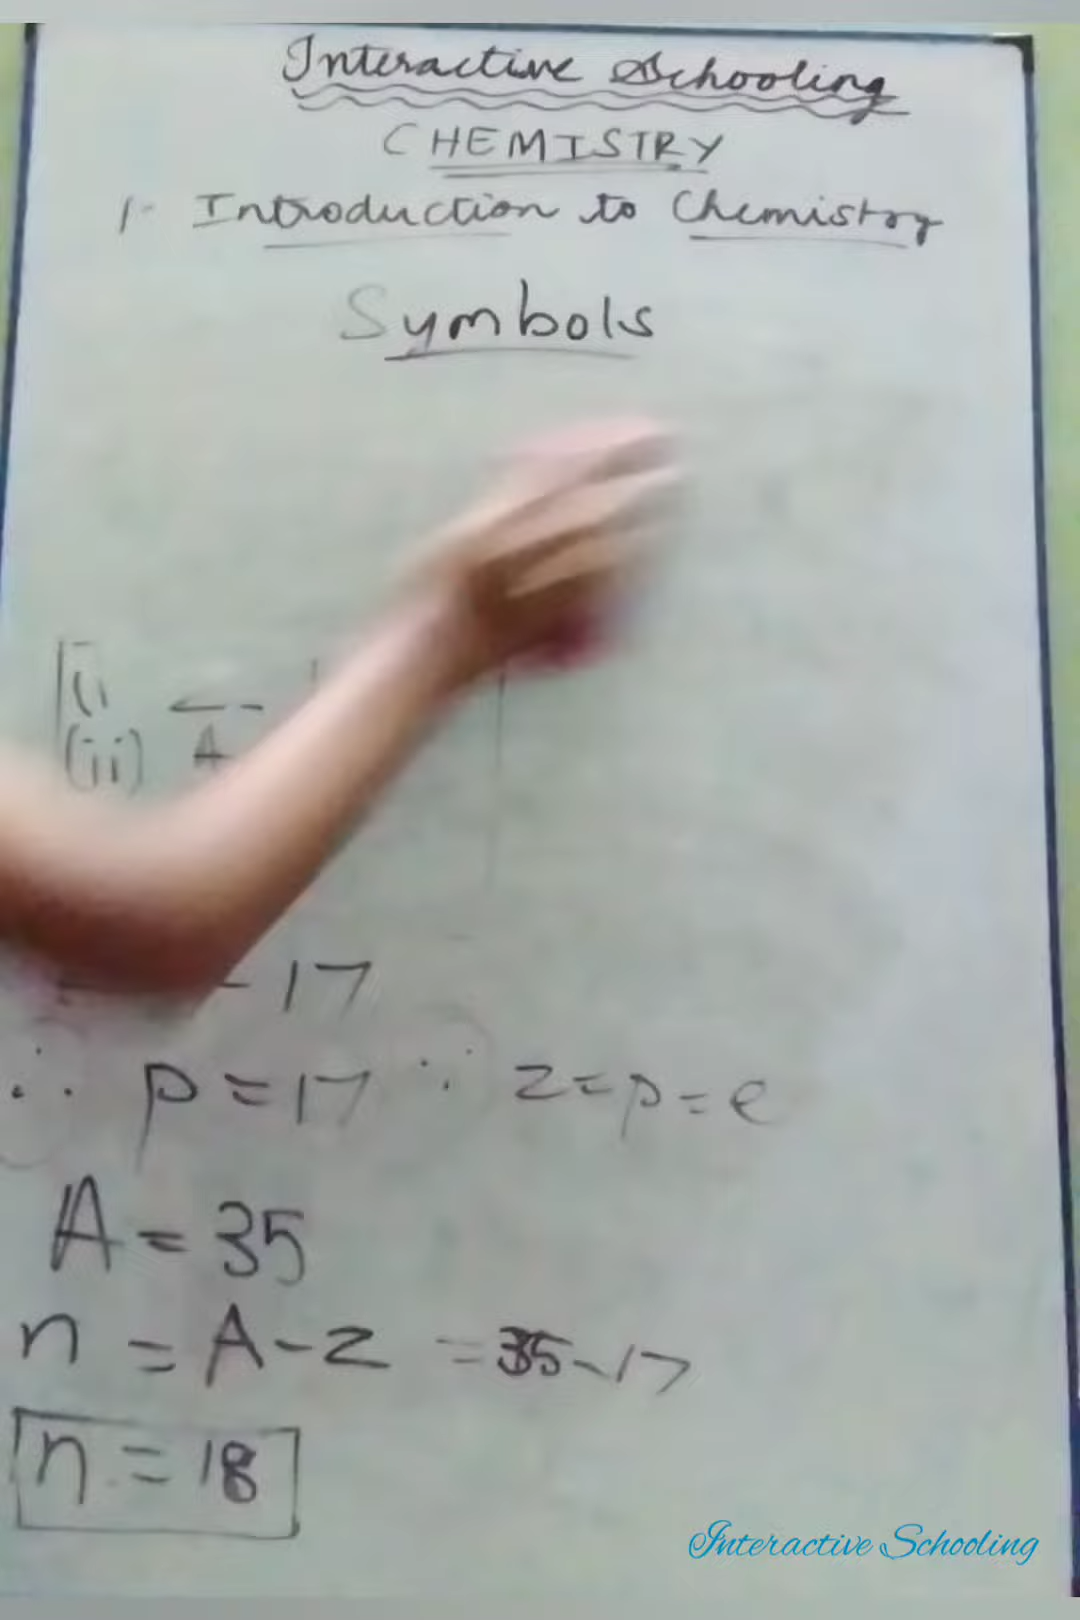 Interactive Schooling
CHEMISTRY
1. Introduction to Chemistry
Symbols
(i
(ii) A
- 17
∴ p = 17 ∵ z = p = e
A = 35
n = A - z = 35 - 17
n = 18
Interactive Schooling